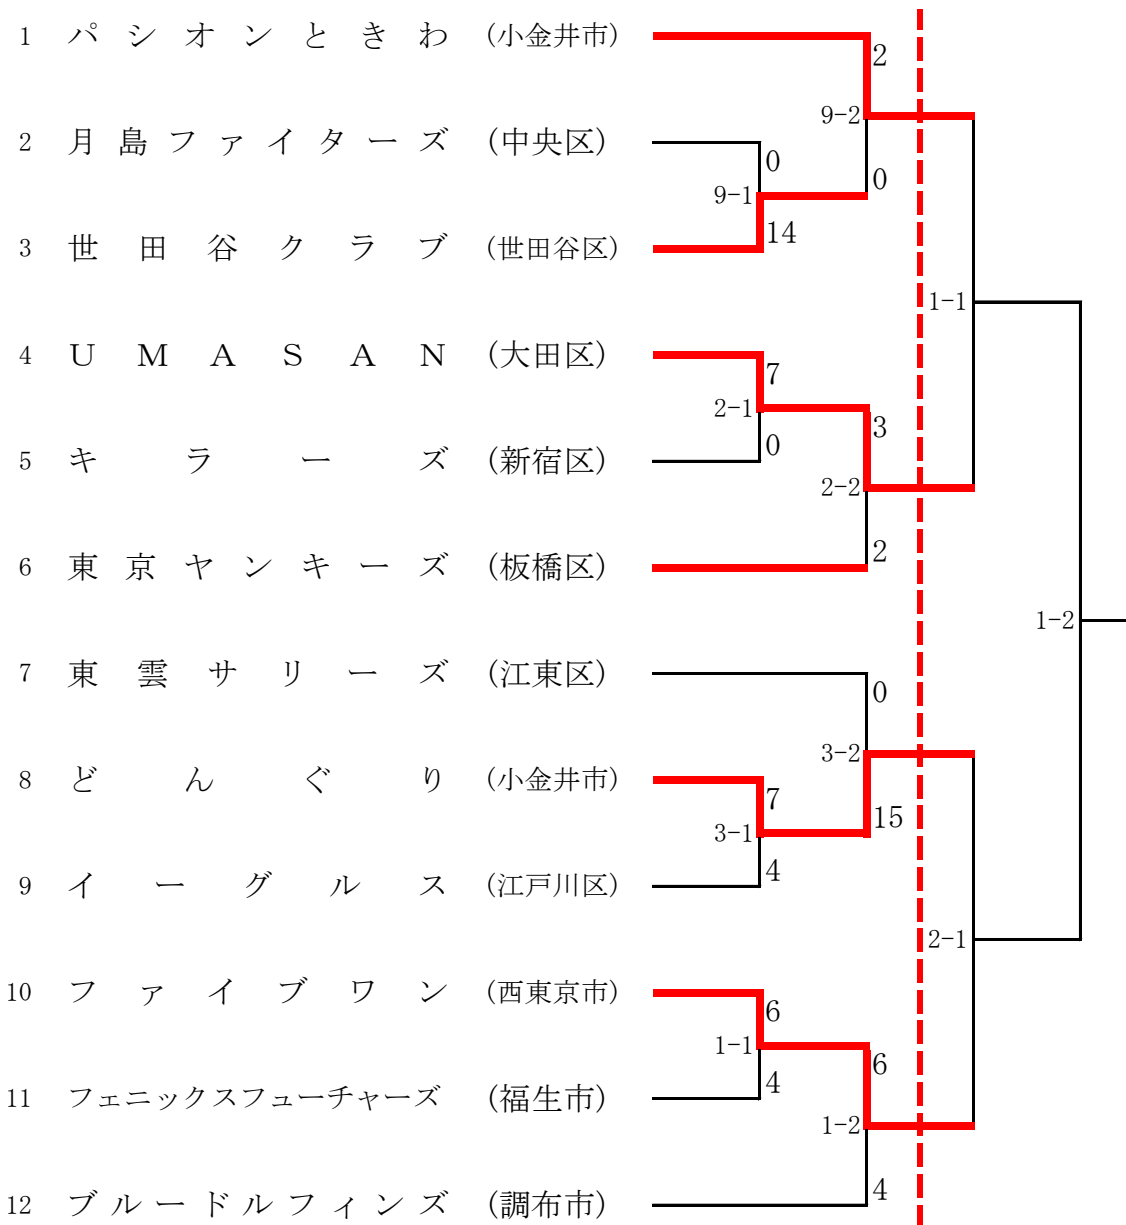 1 パシオンときわ (小金井市)
2
9-2
2 月島ファイターズ (中央区)
0
0
9-1
3 世田谷クラブ (世田谷区)
14
1-1
4 UMASAN (大田区)
7
2-1
3
5 キラーズ (新宿区)
0
2-2
6 東京ヤンキーズ (板橋区)
2
1-2
7 東雲サリーズ (江東区)
0
3-2
8 どんぐり (小金井市)
7
15
3-1
9 イーグルス (江戸川区)
4
2-1
10 ファイブワン (西東京市)
6
1-1
6
11 フェニックスフューチャーズ (福生市)
4
1-2
12 ブルードルフィンズ (調布市)
4